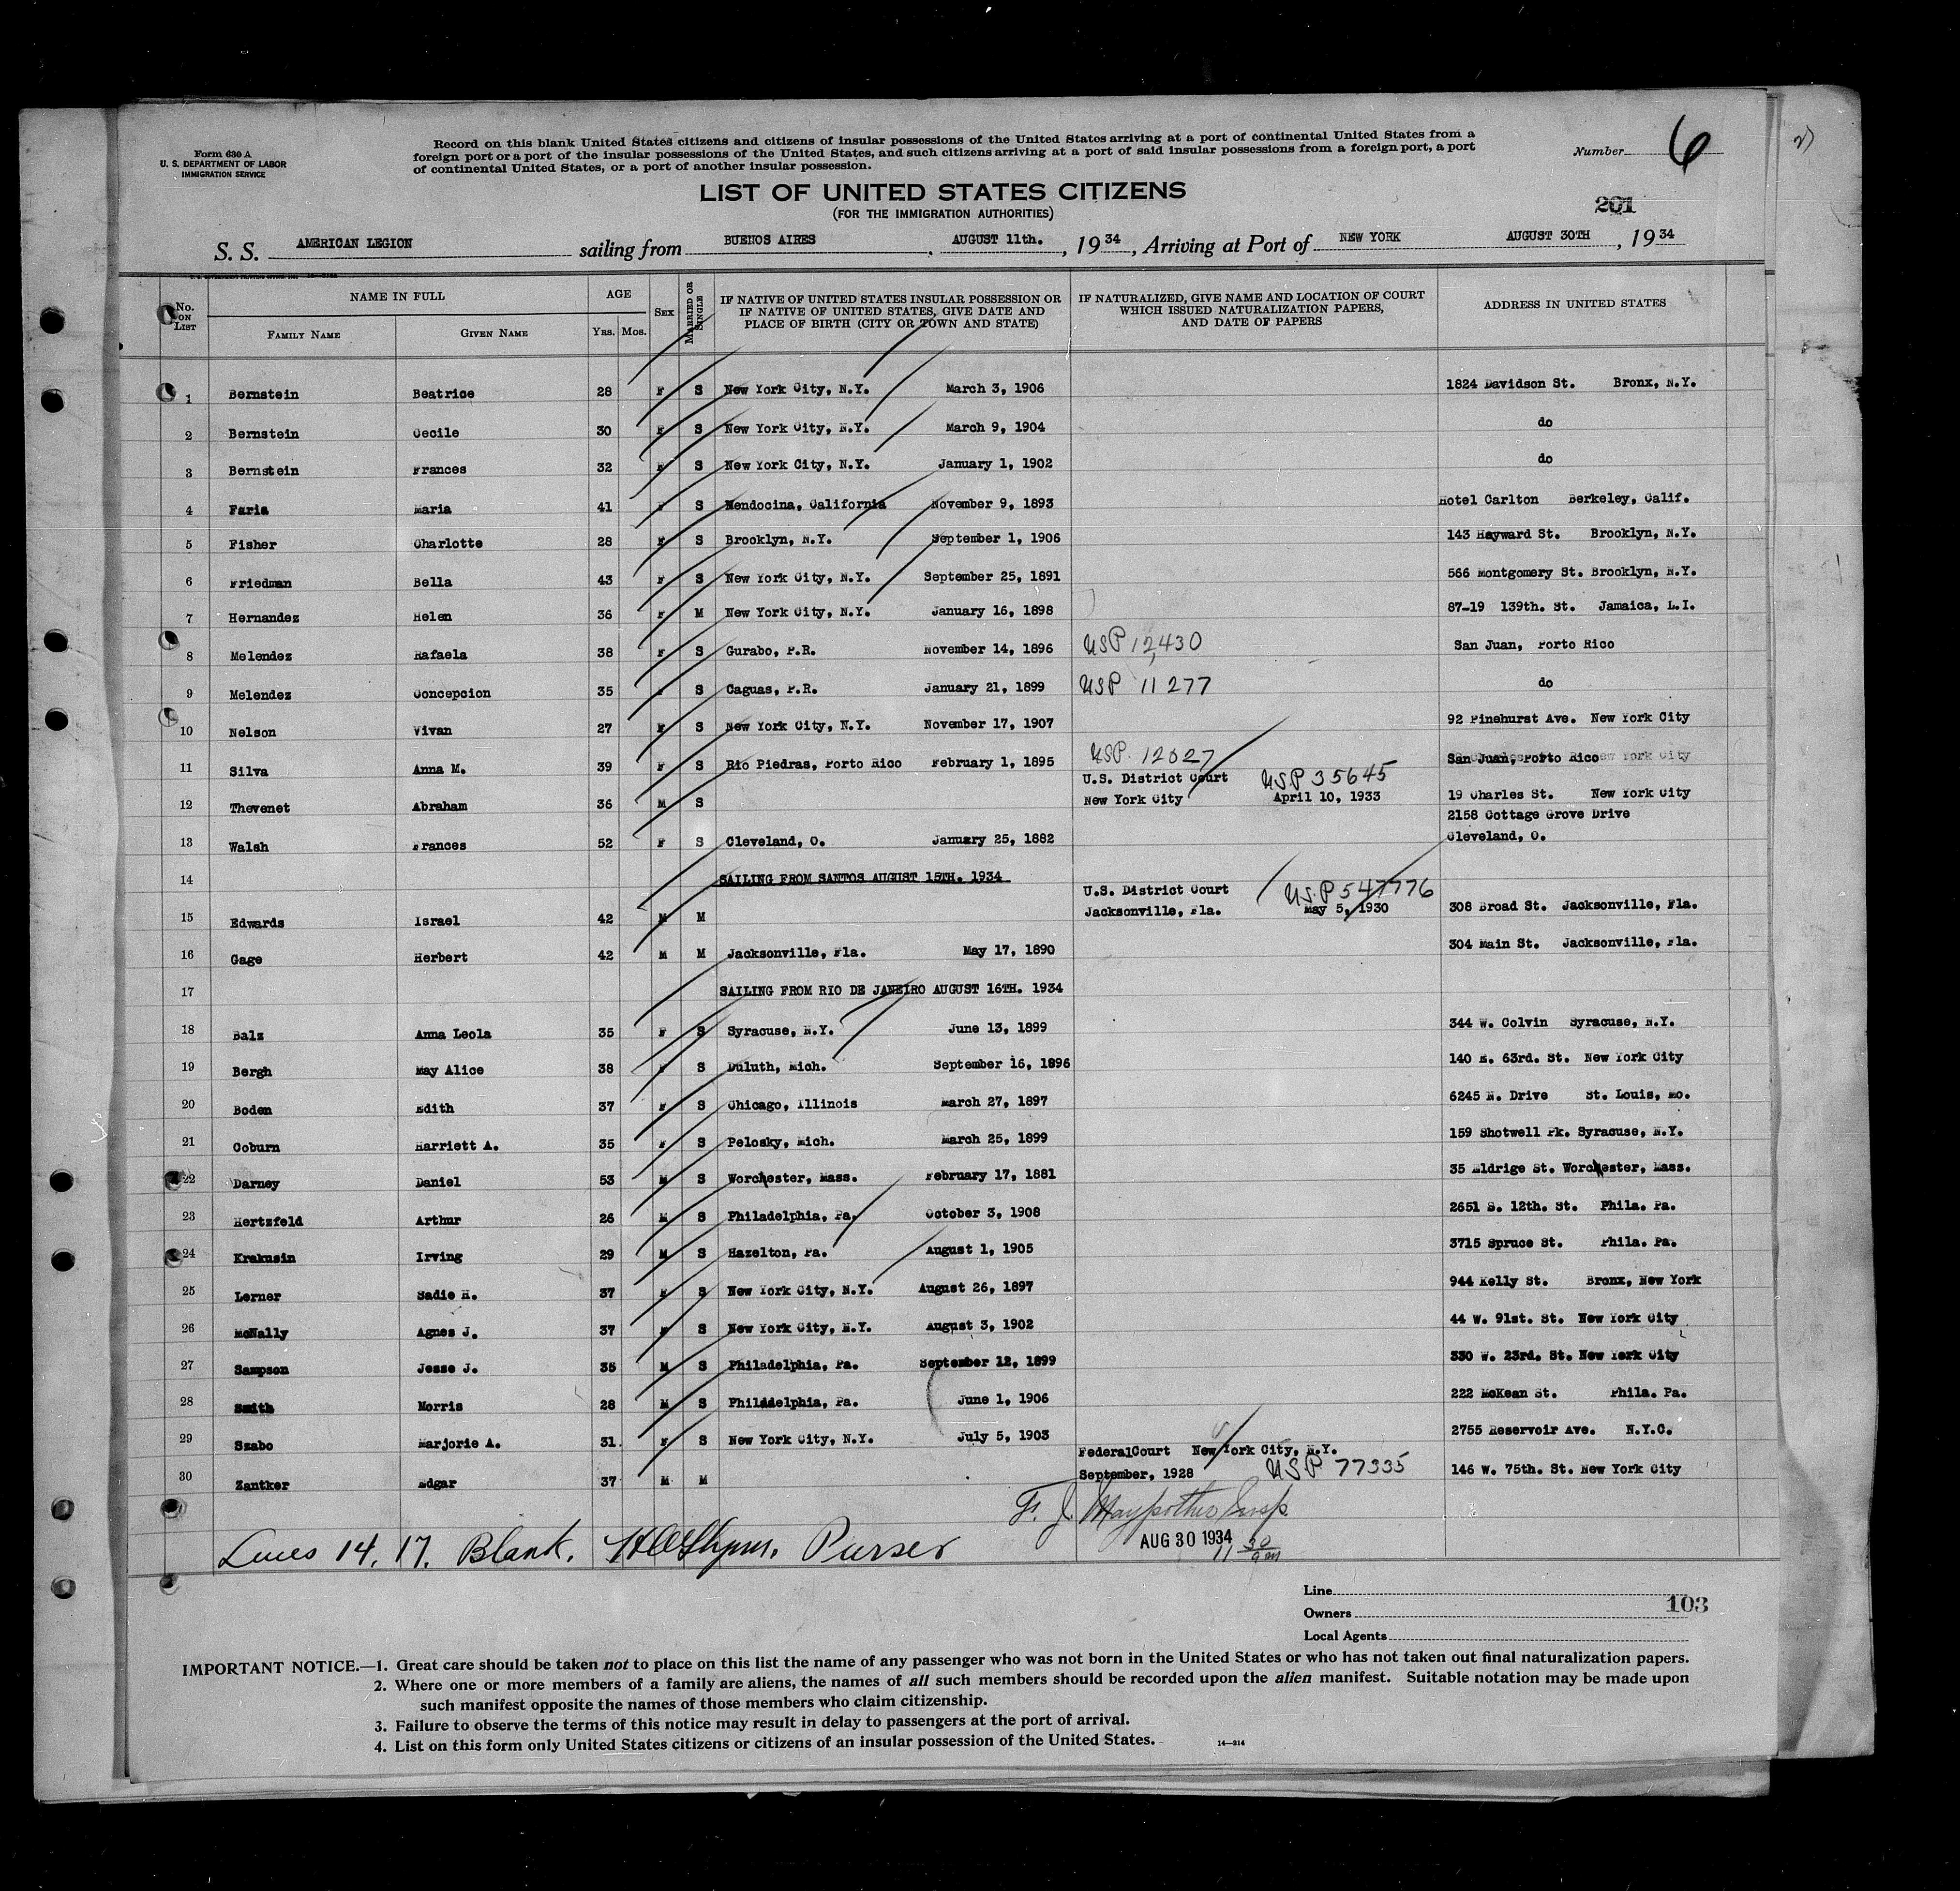 Form 630 A
U. S. DEPARTMENT OF LABOR
IMMIGRATION SERVICE
Record on this blank United States citizens and citizens of insular possessions of the United States arriving at a port of continental United States from a
foreign port or a port of the insular possessions of the United States, and such citizens arriving at a port of said insular possessions from a foreign port, a port
of continental United States, or a port of another insular possession.
Number 6
LIST OF UNITED STATES CITIZENS
(FOR THE IMMIGRATION AUTHORITIES)
201
S. S. AMERICAN LEGION sailing from BUENOS AIRES, AUGUST 11th., 1934, Arriving at Port of NEW YORK AUGUST 30TH, 1934
No. ON LIST NAME IN FULL FAMILY NAME GIVEN NAME AGE YRS. MOS. SEX MARRIED OR SINGLE IF NATIVE OF UNITED STATES INSULAR POSSESSION OR IF NATIVE OF UNITED STATES, GIVE DATE AND PLACE OF BIRTH (CITY OR TOWN AND STATE) IF NATURALIZED, GIVE NAME AND LOCATION OF COURT WHICH ISSUED NATURALIZATION PAPERS, AND DATE OF PAPERS ADDRESS IN UNITED STATES
1 Bernstein Beatrice 28 F S New York City, N.Y. March 3, 1906 1824 Davidson St. Bronx, N.Y.
2 Bernstein Cecile 30 F S New York City, N.Y. March 9, 1904 do
3 Bernstein Frances 32 F S New York City, N.Y. January 1, 1902 do
4 Faria Maria 41 F S Mendocina, California November 9, 1893 Hotel Carlton Berkeley, Calif.
5 Fisher Charlotte 28 F S Brooklyn, N.Y. September 1, 1906 143 Hayward St. Brooklyn, N.Y.
6 Friedman Bella 43 F S New York City, N.Y. September 25, 1891 566 Montgomery St. Brooklyn, N.Y.
7 Hernandez Helen 36 F M New York City, N.Y. January 16, 1898 87-19 139th. St. Jamaica, L.I.
8 Melendez Rafaela 38 F S Gurabo, P.R. November 14, 1896 USP 12430 San Juan, Porto Rico
9 Melendez Concepcion 35 F S Caguas, P.R. January 21, 1899 USP 11277 do
10 Nelson Vivan 27 F S New York City, N.Y. November 17, 1907 92 Pinehurst Ave. New York City
11 Silva Anna M. 39 F S Rio Piedras, Porto Rico February 1, 1895 USP. 12027 San Juan, Porto Rico
12 Thevenet Abraham 36 M S U.S. District Court New York City USP 35645 April 10, 1933 19 Charles St. New York City
13 Walsh Frances 52 F S Cleveland, O. January 25, 1882 2158 Cottage Grove Drive Cleveland, O.
14 SAILING FROM SANTOS AUGUST 15TH. 1934
15 Edwards Israel 42 M M U.S. District Court Jacksonville, Fla. USP 547776 May 5, 1930 308 Broad St. Jacksonville, Fla.
16 Gage Herbert 42 M M Jacksonville, Fla. May 17, 1890 304 Main St. Jacksonville, Fla.
17 SAILING FROM RIO DE JANEIRO AUGUST 16TH. 1934
18 Balz Anna Leola 35 F S Syracuse, N.Y. June 13, 1899 344 W. Colvin Syracuse, N.Y.
19 Bergh May Alice 38 F S Duluth, Mich. September 16, 1896 140 E. 63rd. St. New York City
20 Boden Edith 37 F S Chicago, Illinois March 27, 1897 6245 N. Drive St. Louis, Mo.
21 Coburn Harriett A. 35 F S Pelosky, Mich. March 25, 1899 159 Shotwell Pk. Syracuse, N.Y.
22 Darney Daniel 53 M S Worchester, Mass. February 17, 1881 35 Eldrige St. Worchester, Mass.
23 Hertzfeld Arthur 26 M S Philadelphia, Pa. October 3, 1908 2651 S. 12th. St. Phila. Pa.
24 Krakusin Irving 29 M S Hazelton, Pa. August 1, 1905 3715 Spruce St. Phila. Pa.
25 Lerner Sadie H. 37 F S New York City, N.Y. August 26, 1897 944 Kelly St. Bronx, New York
26 McNally Agnes J. 37 F S New York City, N.Y. August 3, 1902 44 W. 91st. St. New York City
27 Sampson Jesse J. 35 M S Philadelphia, Pa. September 12, 1899 330 W. 23rd. St. New York City
28 Smith Morris 28 M S Philadelphia, Pa. June 1, 1906 222 McKean St. Phila. Pa.
29 Szabo Marjorie A. 31 F S New York City, N.Y. July 5, 1903 2755 Reservoir Ave. N.Y.C.
30 Zantker Edgar 37 M M FederalCourt New York City, N.Y. September, 1928 USP 77335 146 W. 75th. St. New York City
F. J. Insp.
Lines 14. 17. Blank. Purser
AUG 30 1934
11 30 am
Line
Owners 103
Local Agents
IMPORTANT NOTICE.—1. Great care should be taken not to place on this list the name of any passenger who was not born in the United States or who has not taken out final naturalization papers.
2. Where one or more members of a family are aliens, the names of all such members should be recorded upon the alien manifest. Suitable notation may be made upon
such manifest opposite the names of those members who claim citizenship.
3. Failure to observe the terms of this notice may result in delay to passengers at the port of arrival.
4. List on this form only United States citizens or citizens of an insular possession of the United States.
14—314